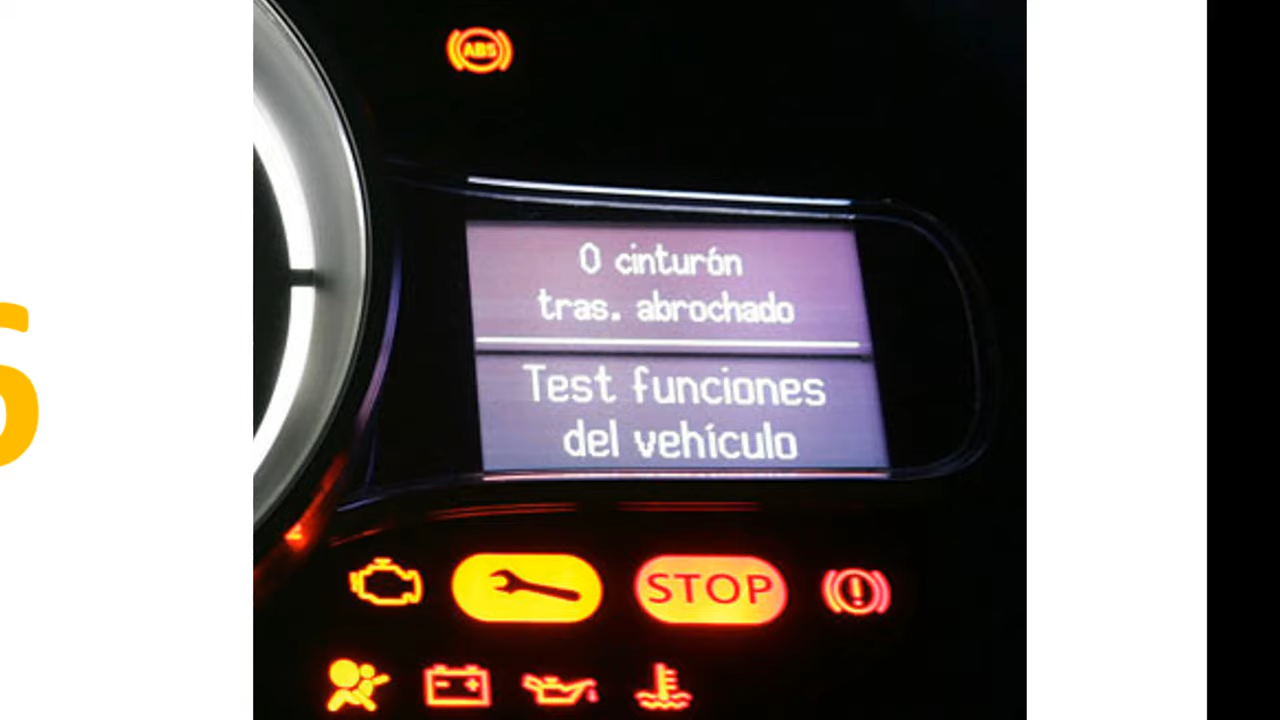 ABS
0 cinturón
tras. abrochado
Test funciones
del vehículo
STOP